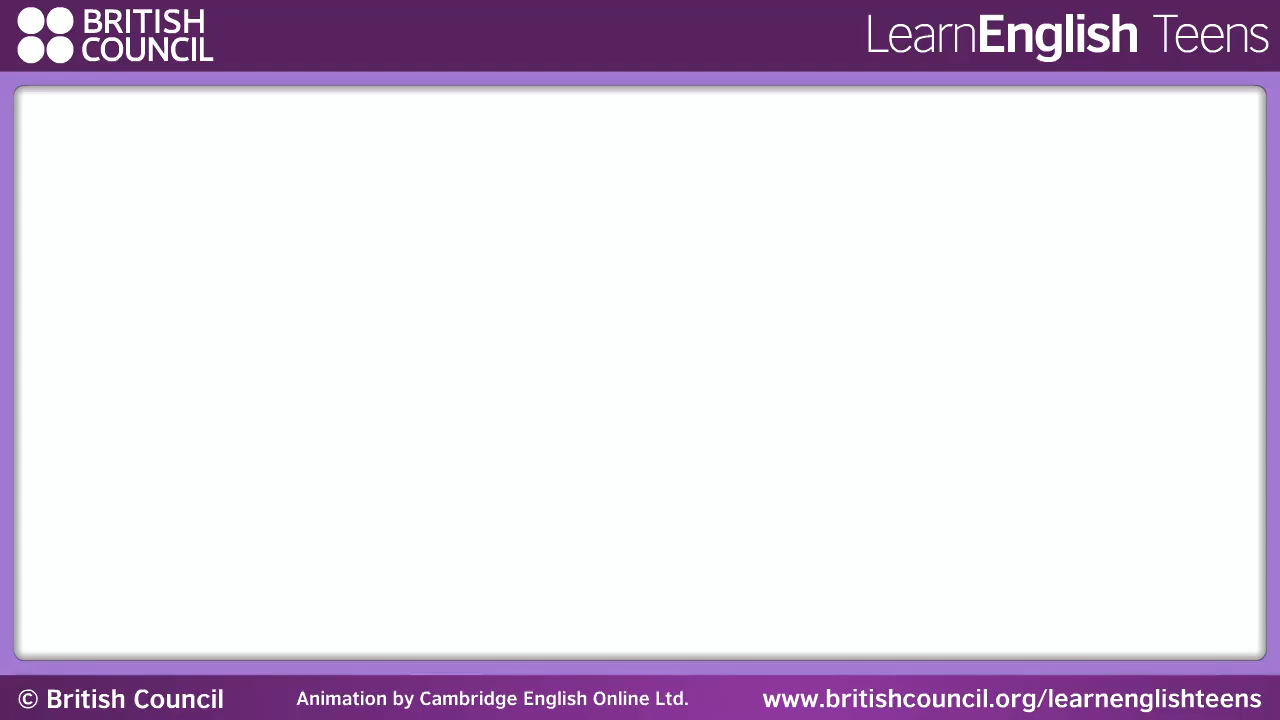 BRITISH
COUNCIL
LearnEnglish Teens
© British Council
Animation by Cambridge English Online Ltd.
www.britishcouncil.org/learnenglishteens